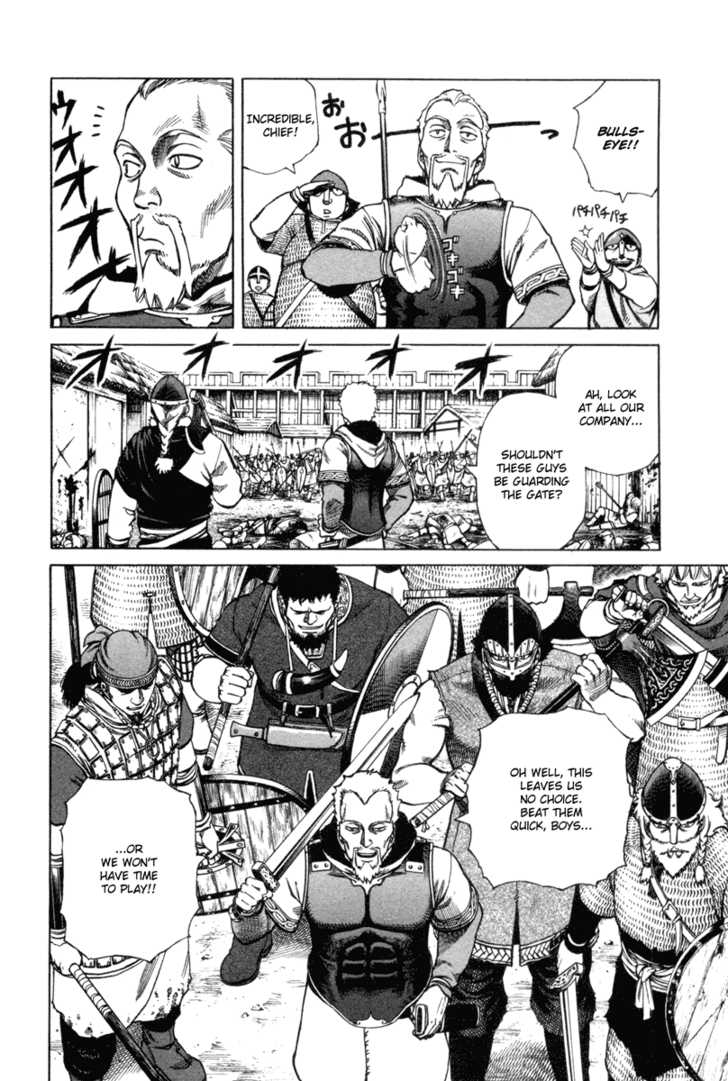 BULLS-
EYE!!
パチパチパチ
おおーっ
ゴキゴキ
INCREDIBLE,
CHIEF!
ウオオオオ
AH, LOOK
AT ALL OUR
COMPANY...
SHOULDN'T
THESE GUYS
BE GUARDING
THE GATE?
オオオオオオ
OH WELL, THIS
LEAVES US
NO CHOICE.
BEAT THEM
QUICK, BOYS...
...OR
WE WON'T
HAVE TIME
TO PLAY!!